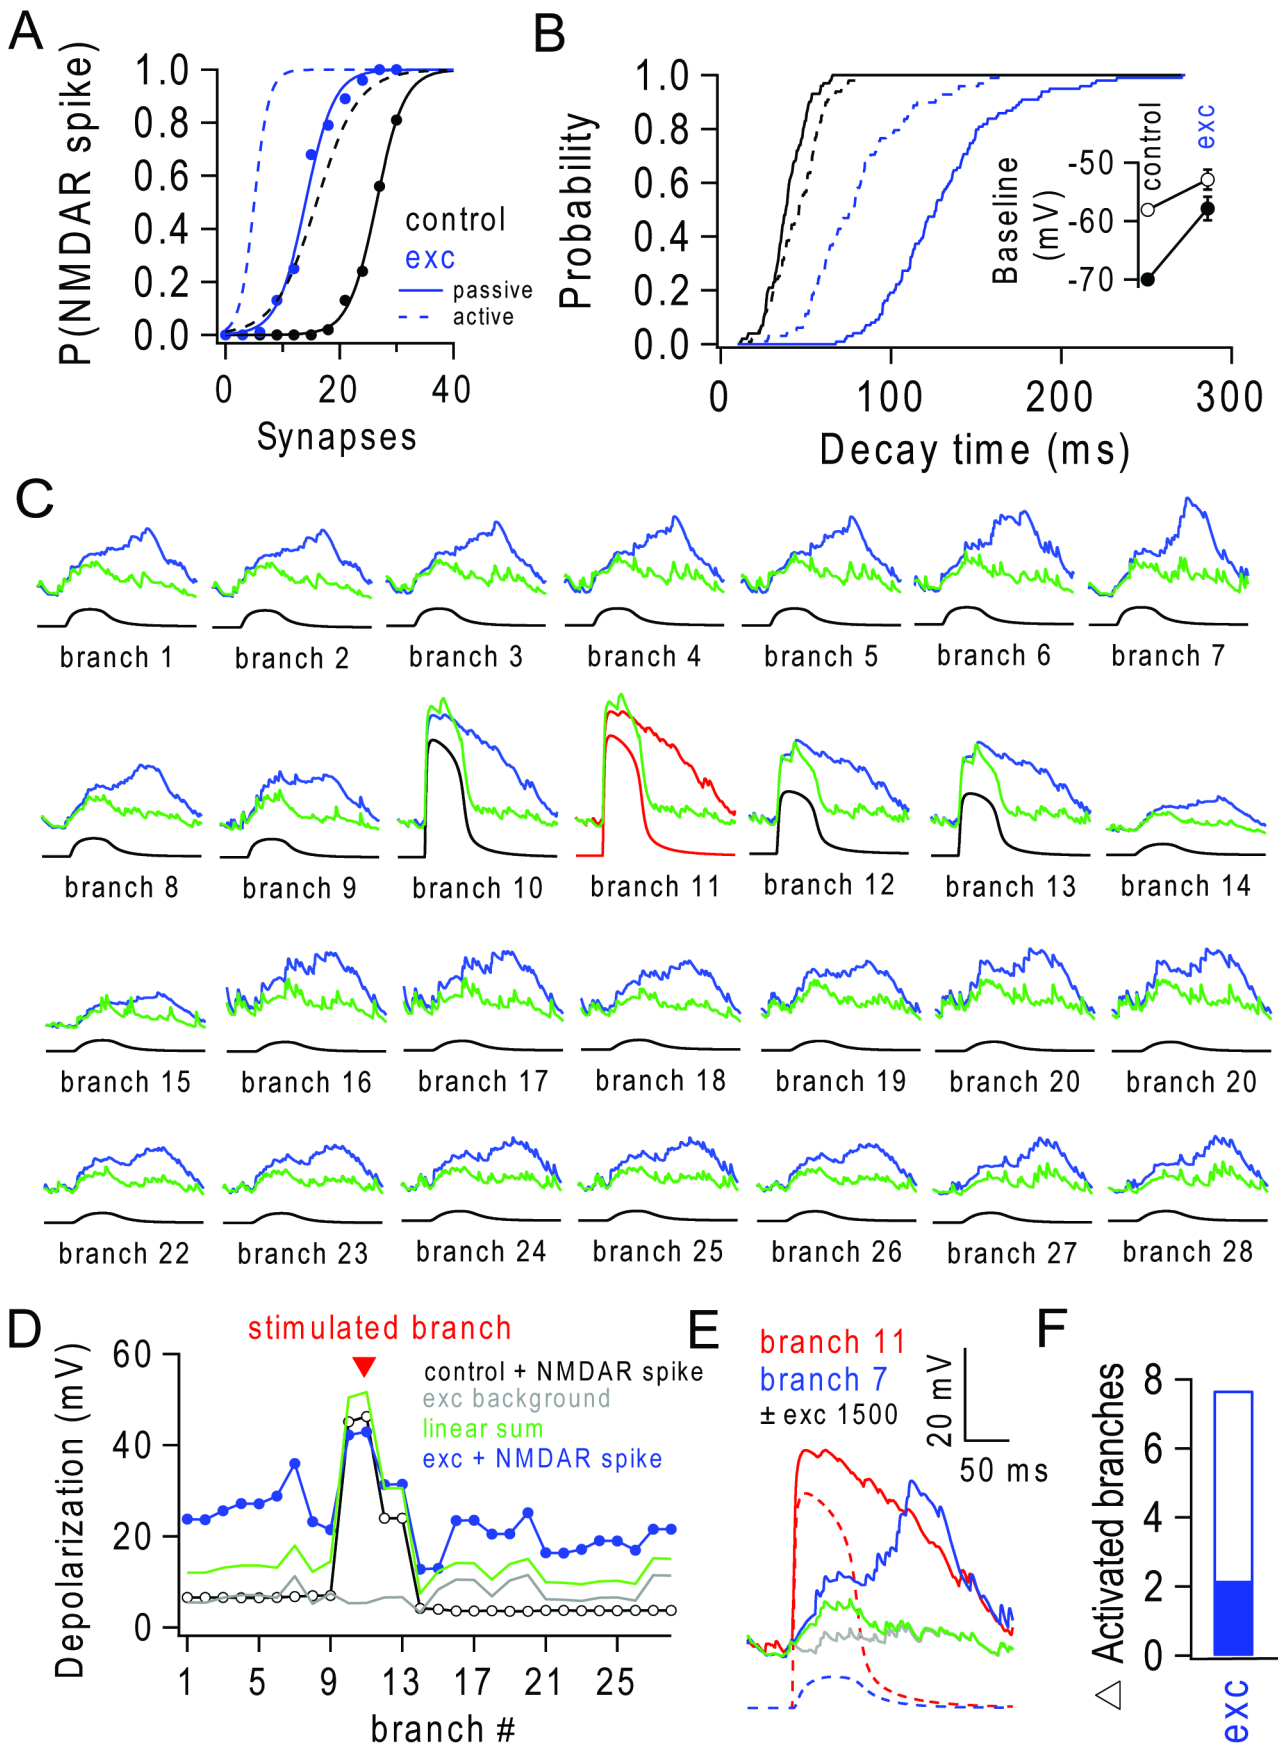 A
P(NMDAR spike)
1.0
0.8
0.6
0.4
0.2
0.0
0
20
40
Synapses
control
exc
passive
active
B
Probability
1.0
0.8
0.6
0.4
0.2
0.0
0
100
200
300
Decay time (ms)
Baseline
(mV)
-50
-60
-70
control
exc
C
branch 1
branch 2
branch 3
branch 4
branch 5
branch 6
branch 7
branch 8
branch 9
branch 10
branch 11
branch 12
branch 13
branch 14
branch 15
branch 16
branch 17
branch 18
branch 19
branch 20
branch 20
branch 22
branch 23
branch 24
branch 25
branch 26
branch 27
branch 28
D
stimulated branch
Depolarization (mV)
60
40
20
0
control + NMDAR spike
exc background
linear sum
exc + NMDAR spike
1
5
9
13
17
21
25
branch #
E
branch 11
branch 7
± exc 1500
20 mV
50 ms
F
△ Activated branches
8
6
4
2
0
exc